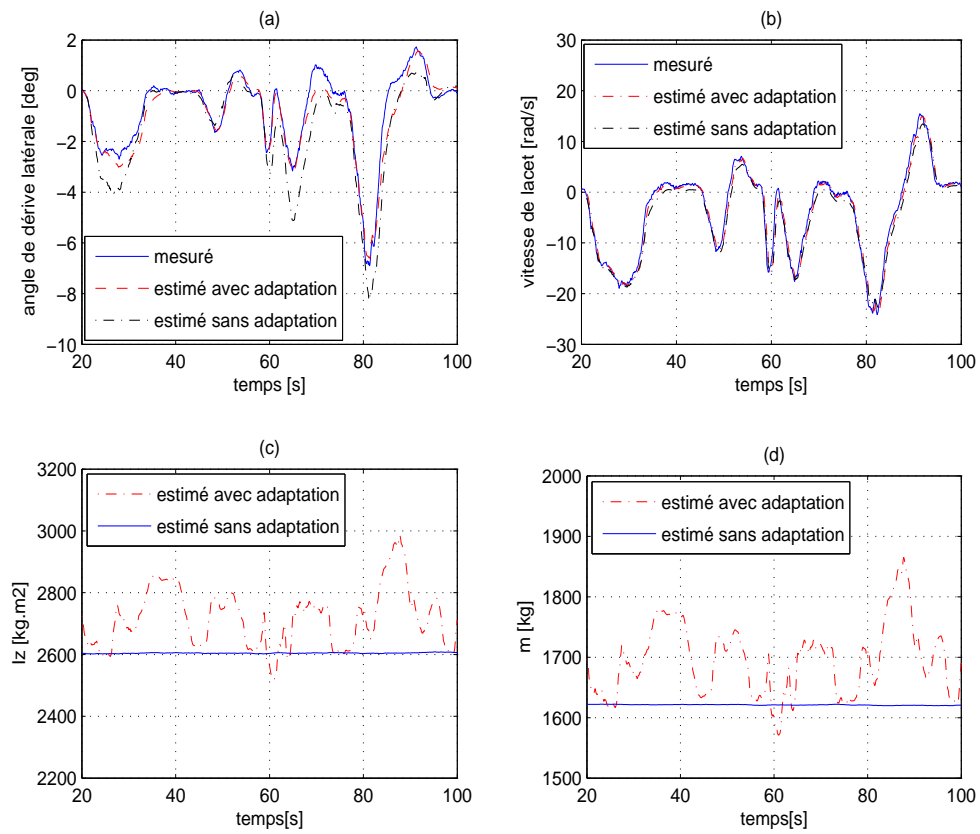 (a)
angle de dérive latérale [deg]
2
0
−2
−4
−6
−8
−10
mesuré
estimé avec adaptation
estimé sans adaptation
20
40
60
80
100
temps [s]
(b)
vitesse de lacet [rad/s]
30
20
10
0
−10
−20
−30
mesuré
estimé avec adaptation
estimé sans adaptation
20
40
60
80
100
temps [s]
(c)
Iz [kg.m2]
3200
3000
2800
2600
2400
2200
estimé avec adaptation
estimé sans adaptation
20
40
60
80
100
temps[s]
(d)
m [kg]
2000
1900
1800
1700
1600
1500
estimé avec adaptation
estimé sans adaptation
20
40
60
80
100
temps[s]